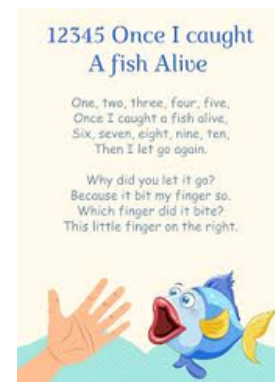 12345 Once I caught
A fish Alive
One, two, three, four, five,
Once I caught a fish alive,
Six, seven, eight, nine, ten,
Then I let go again.
Why did you let it go?
Because it bit my finger so.
Which finger did it bite?
This little finger on the right.